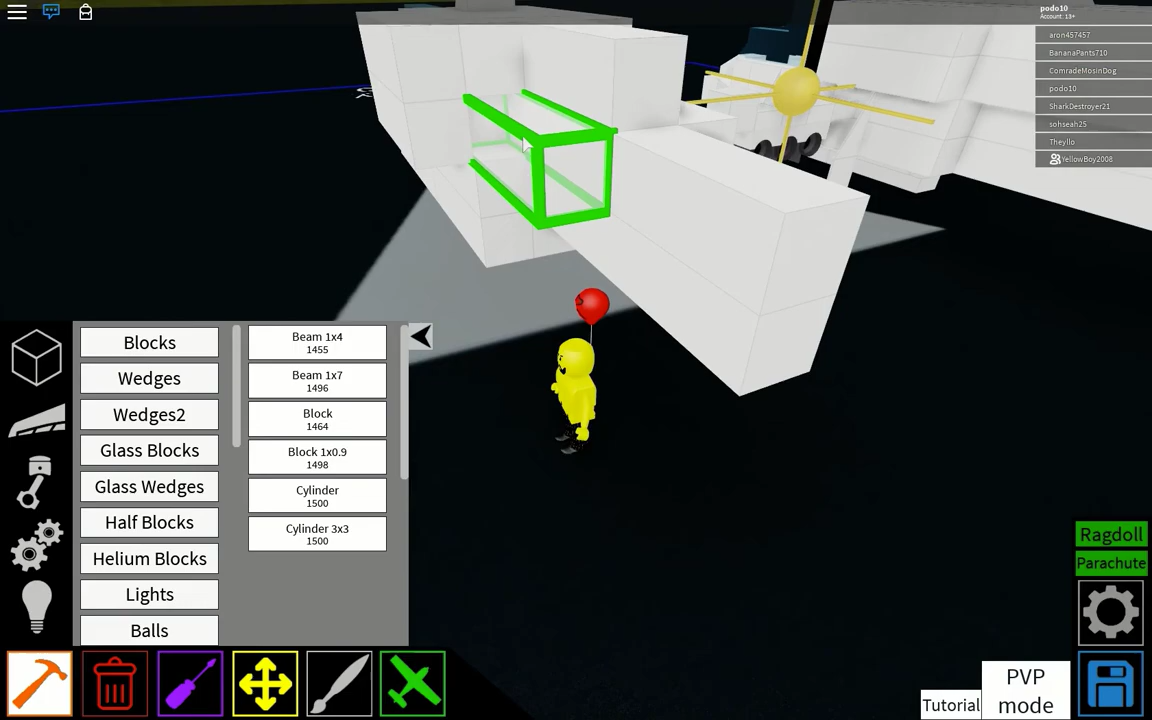 podo10
Account: 13+
aron457457
BananaPants710
ComradeMosinDog
podo10
SharkDestroyer21
sohseah25
Theyllo
YellowBoy2008
Blocks
Wedges
Wedges2
Glass Blocks
Glass Wedges
Half Blocks
Helium Blocks
Lights
Balls
Beam 1x4
1455
Beam 1x7
1496
Block
1464
Block 1x0.9
1498
Cylinder
1500
Cylinder 3x3
1500
Ragdoll
Parachute
Tutorial
PVP
mode